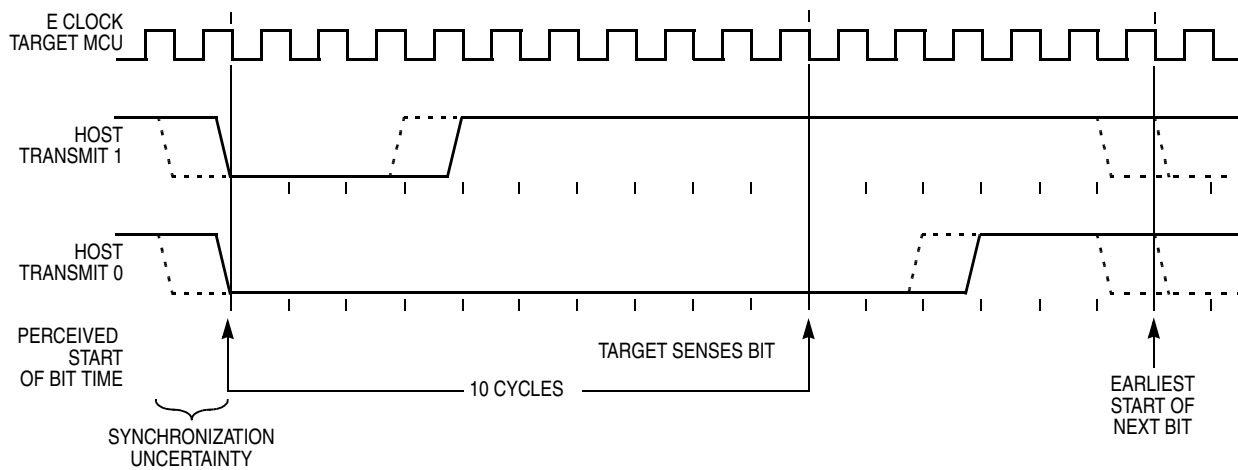 E CLOCK
TARGET MCU
HOST
TRANSMIT 1
HOST
TRANSMIT 0
PERCEIVED
START
OF BIT TIME
TARGET SENSES BIT
10 CYCLES
EARLIEST
START OF
NEXT BIT
SYNCHRONIZATION
UNCERTAINTY